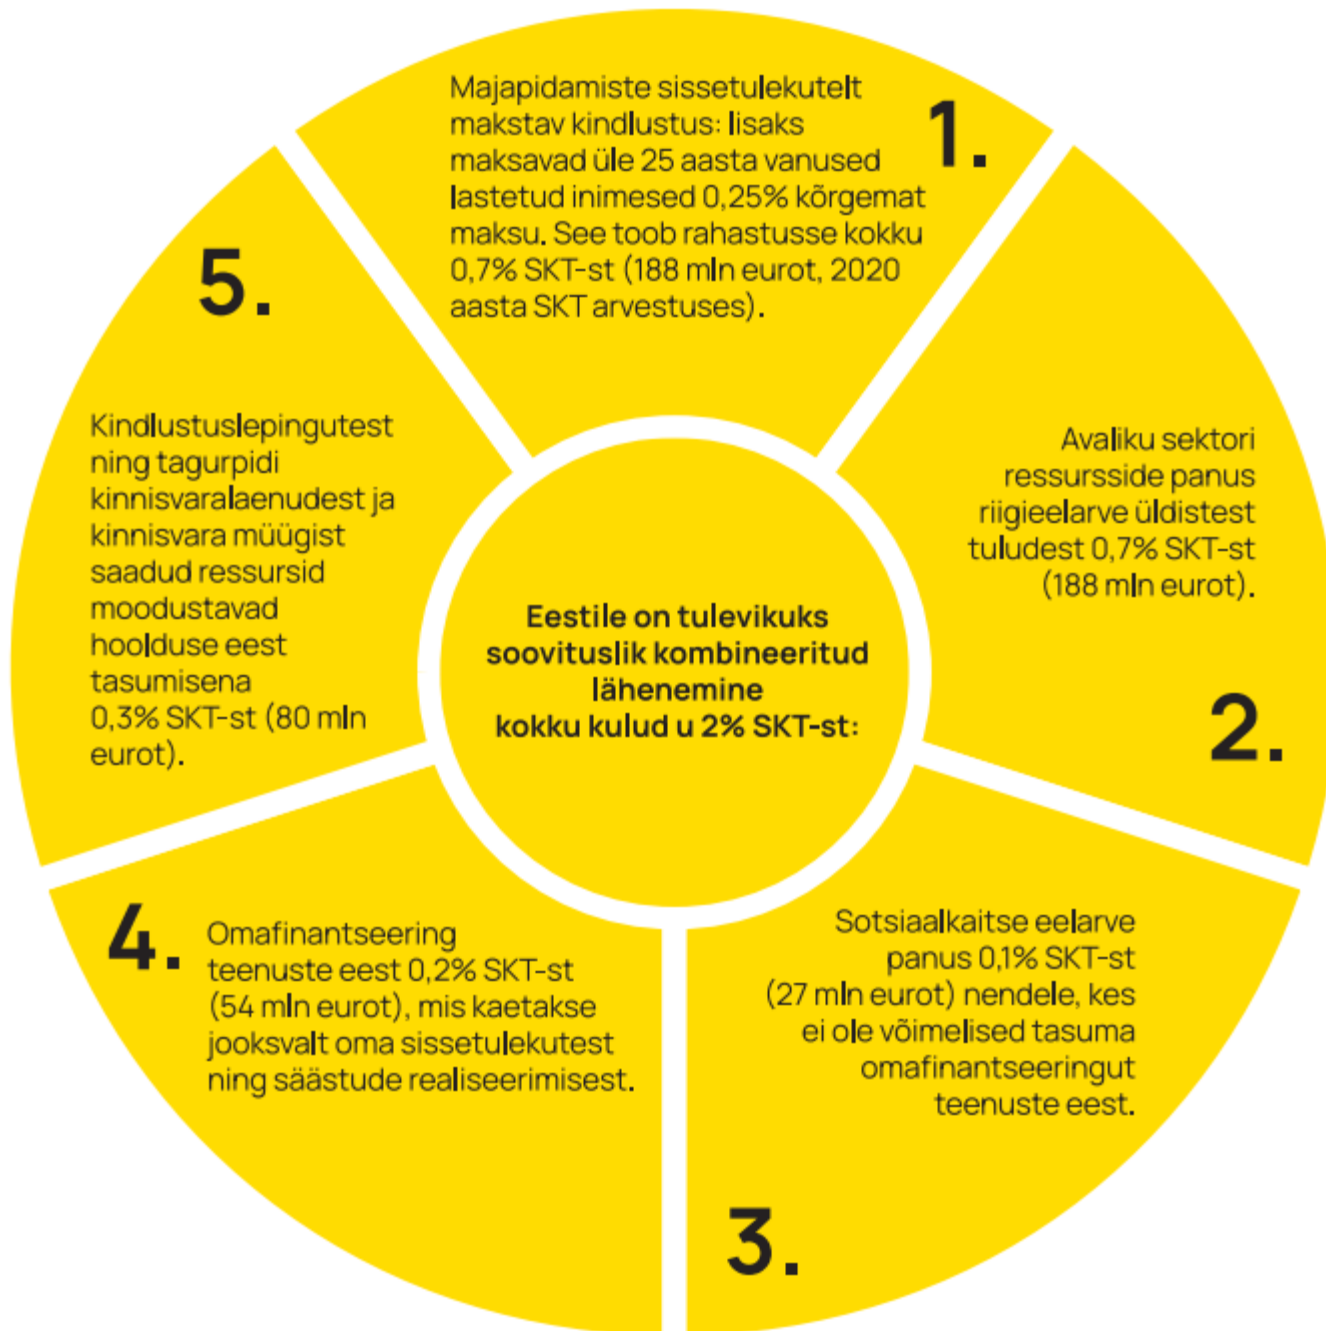 Eestile on tulevikuks
soovituslik kombineeritud
lähenemine
kokku kulud u 2% SKT-st:
1.
Majapidamiste sissetulekutelt
makstav kindlustus: lisaks
maksavad üle 25 aasta vanused
lastetud inimesed 0,25% kõrgemat
maksu. See toob rahastusse kokku
0,7% SKT-st (188 mln eurot, 2020
aasta SKT arvestuses).
2.
Avaliku sektori
ressursside panus
riigieelarve üldistest
tuludest 0,7% SKT-st
(188 mln eurot).
3.
Sotsiaalkaitse eelarve
panus 0,1% SKT-st
(27 mln eurot) nendele, kes
ei ole võimelised tasuma
omafinantseeringut
teenuste eest.
4.
Omafinantseering
teenuste eest 0,2% SKT-st
(54 mln eurot), mis kaetakse
jooksvalt oma sissetulekutest
ning säästude realiseerimisest.
5.
Kindlustuslepingutest
ning tagurpidi
kinnisvaralaenudest ja
kinnisvara müügist
saadud ressursid
moodustavad
hoolduse eest
tasumisena
0,3% SKT-st (80 mln
eurot).